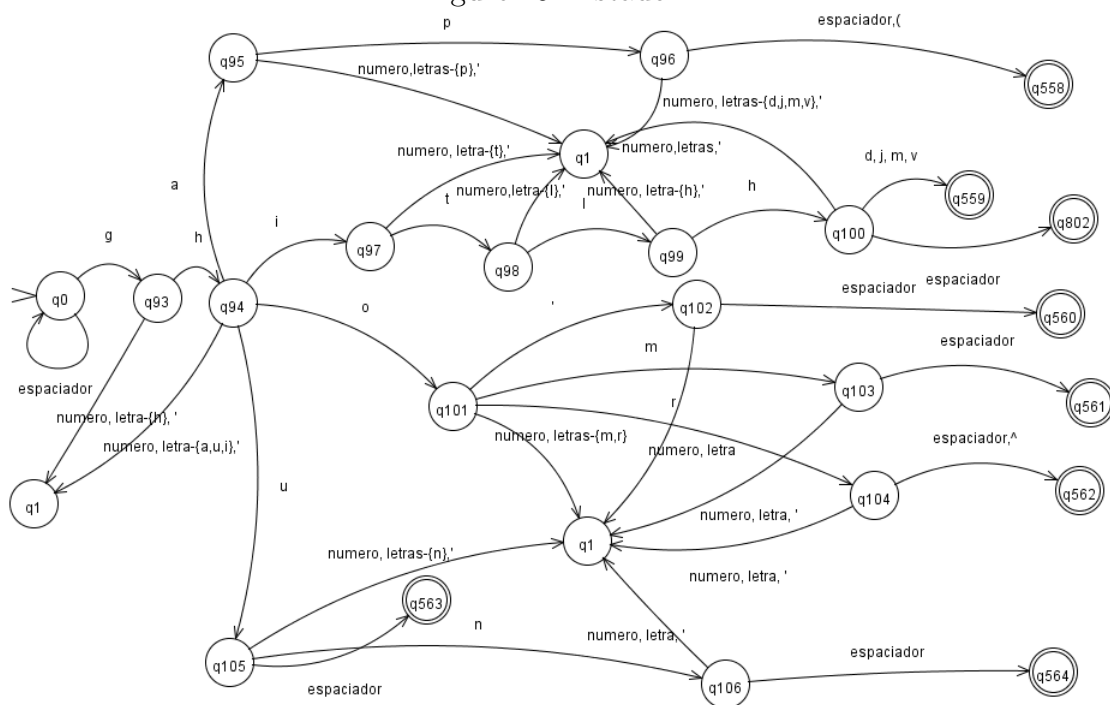 p
espaciador,(
q95
q96
q558
numero,letras-{p},'
numero, letras-{d,j,m,v},'
numero, letra-{t},'
q1
numero,letras,'
d, j, m, v
a
i
t
numero,letra-{l},'
l
numero,letra-{h},'
h
q559
g
h
q97
q98
q99
q100
q802
q0
q93
q94
o
'
q102
espaciador
espaciador
q560
espaciador
m
espaciador
numero, letra-{h}, '
q101
r
q103
q561
numero, letra-{a,u,i},'
numero, letras-{m,r}
numero, letra
espaciador,^
q1
u
q104
q562
numero, letra, '
q1
numero, letras-{n},'
numero, letra, '
q563
n
numero, letra, '
q105
espaciador
espaciador
q106
q564